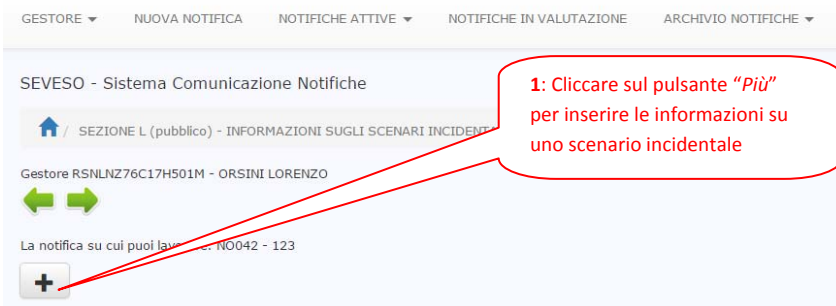 GESTORE NUOVA NOTIFICA NOTIFICHE ATTIVE NOTIFICHE IN VALUTAZIONE ARCHIVIO NOTIFICHE
SEVESO - Sistema Comunicazione Notifiche
1: Cliccare sul pulsante “Più”
per inserire le informazioni su
uno scenario incidentale
/ SEZIONE L (pubblico) - INFORMAZIONI SUGLI SCENARI
Gestore RSNLNZ76C17H501M - ORSINI LORENZO
La notifica su cui puoi NO042 - 123